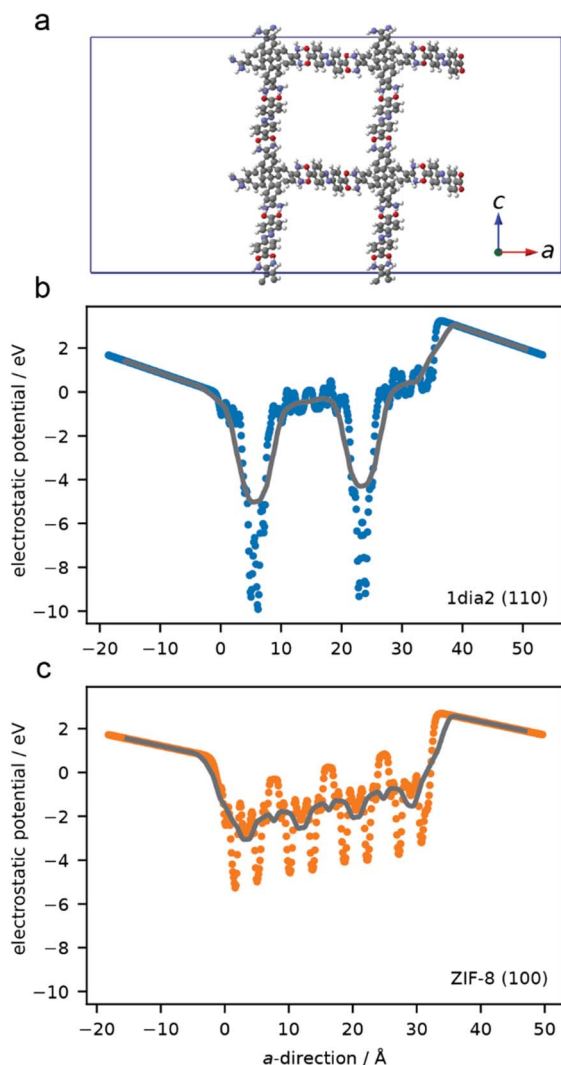 a
c
a
b
electrostatic potential / eV
2
0
−2
−4
−6
−8
−10
1dia2 (110)
−20 −10 0 10 20 30 40 50
c
electrostatic potential / eV
2
0
−2
−4
−6
−8
−10
ZIF-8 (100)
−20 −10 0 10 20 30 40 50
a-direction / Å